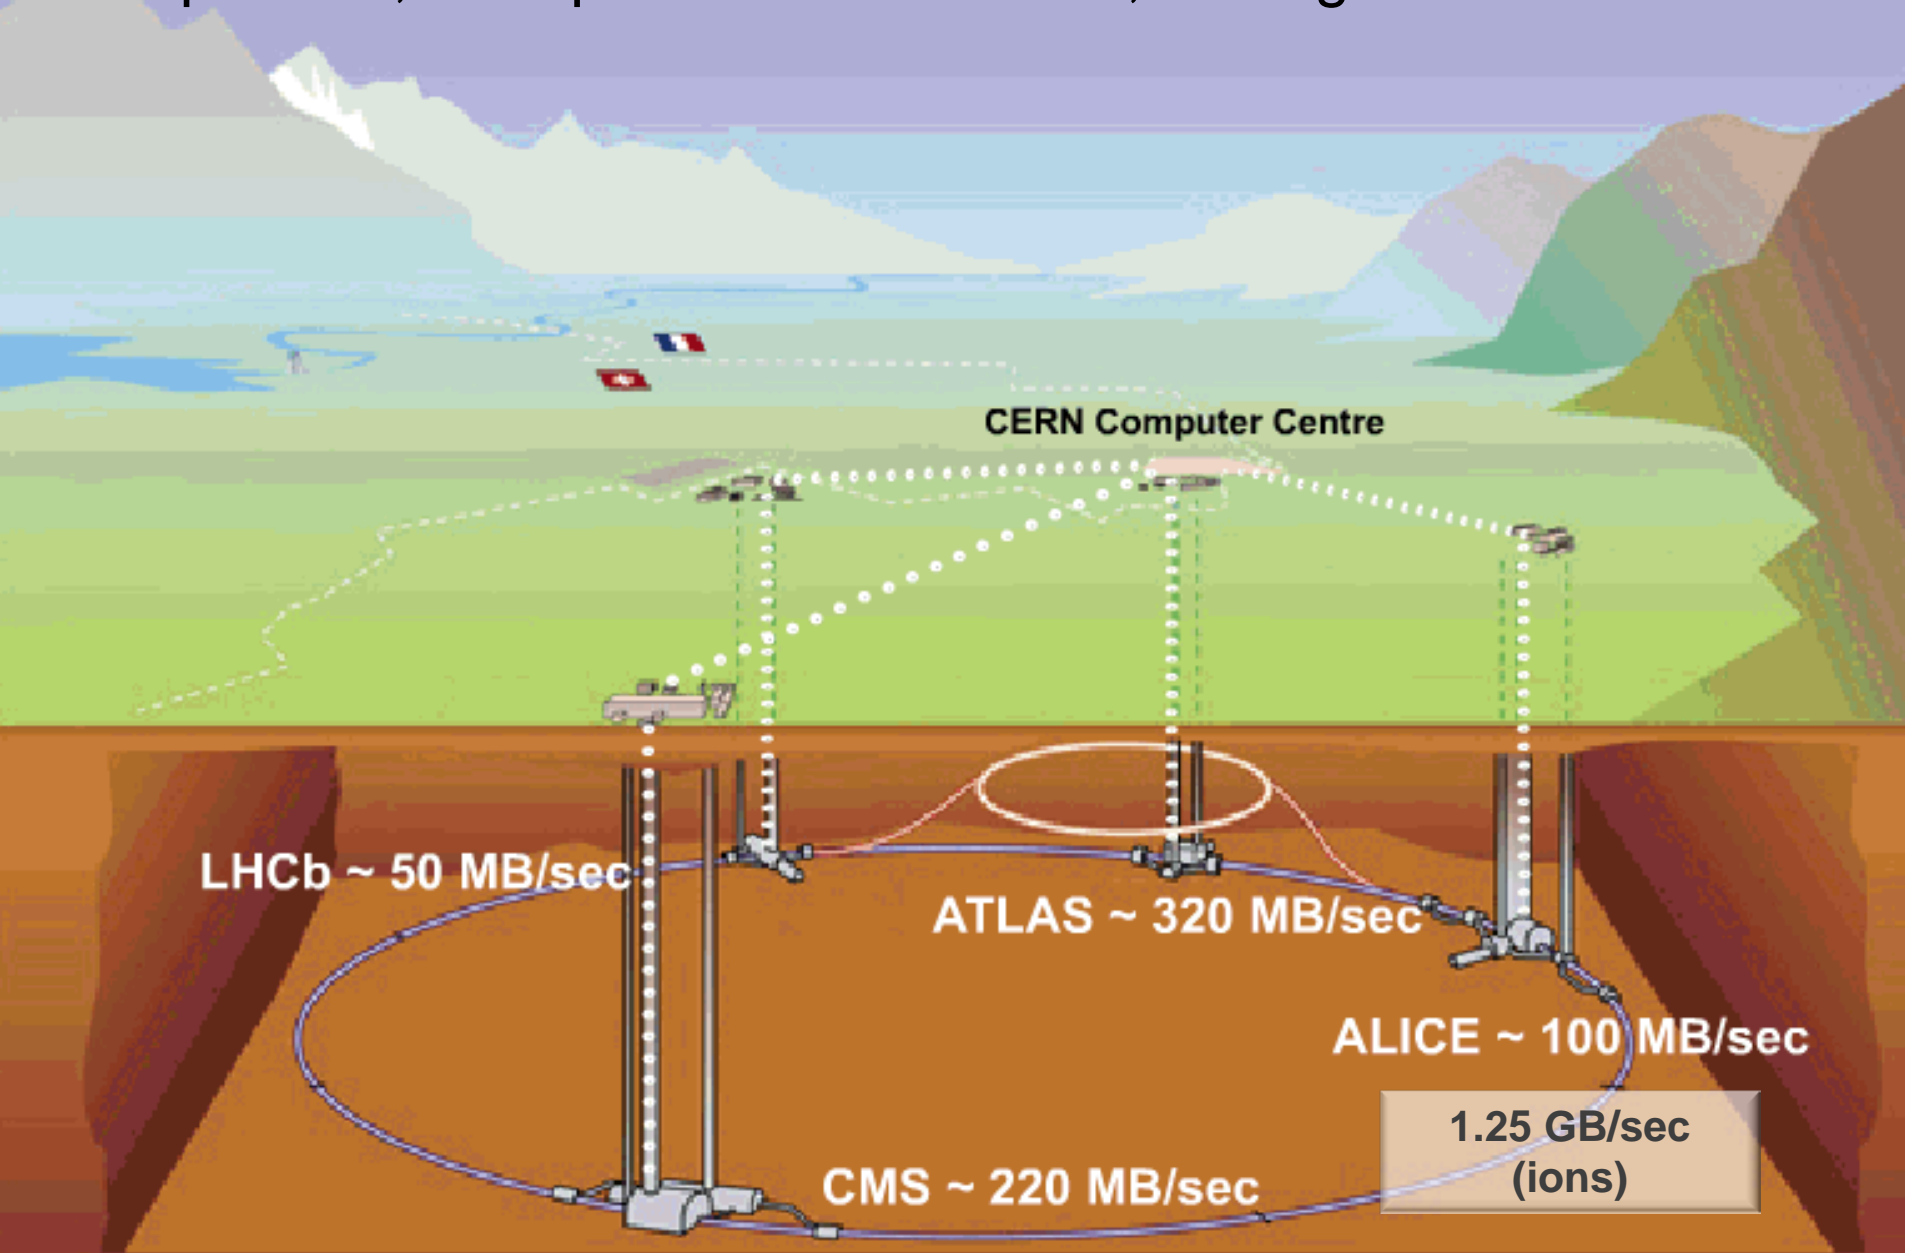 CERN Computer Centre
LHCb ~ 50 MB/sec
ATLAS ~ 320 MB/sec
ALICE ~ 100 MB/sec
1.25 GB/sec
(ions)
CMS ~ 220 MB/sec